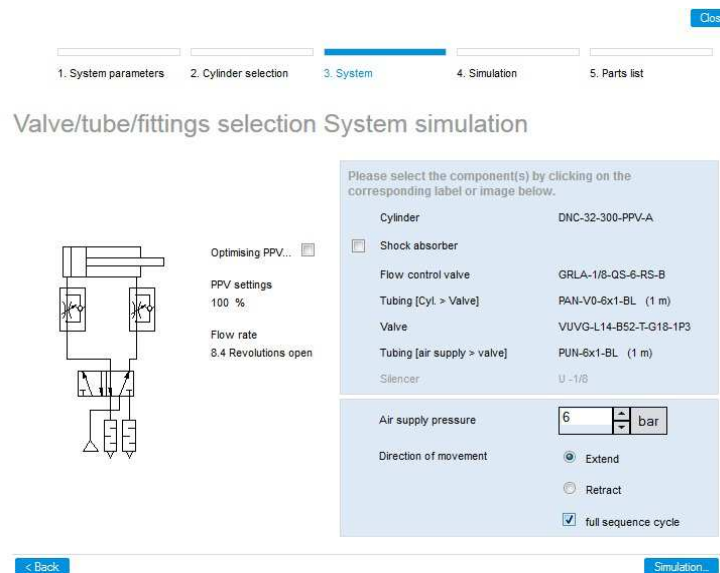 Clos
1. System parameters 2. Cylinder selection 3. System 4. Simulation 5. Parts list
Valve/tube/fittings selection System simulation
Please select the component(s) by clicking on the
corresponding label or image below.
Cylinder DNC-32-300-PPV-A
Optimising PPV...
Shock absorber
PPV settings
100 %
Flow control valve GRLA-1/8-QS-6-RS-B
Tubing [Cyl. > Valve] PAN-V0-6x1-BL (1 m)
Flow rate
8.4 Revolutions open
Valve VUVG-L14-B52-T-G18-1P3
Tubing [air supply > valve] PUN-6x1-BL (1 m)
Silencer U -1/8
Air supply pressure 6 bar
Direction of movement Extend
Retract
full sequence cycle
< Back Simulation...